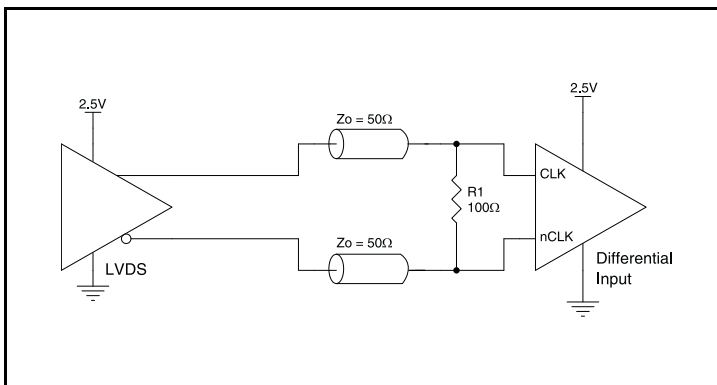 2.5V
2.5V
Zo = 50Ω
CLK
R1
100Ω
Zo = 50Ω
nCLK
LVDS
Differential
Input